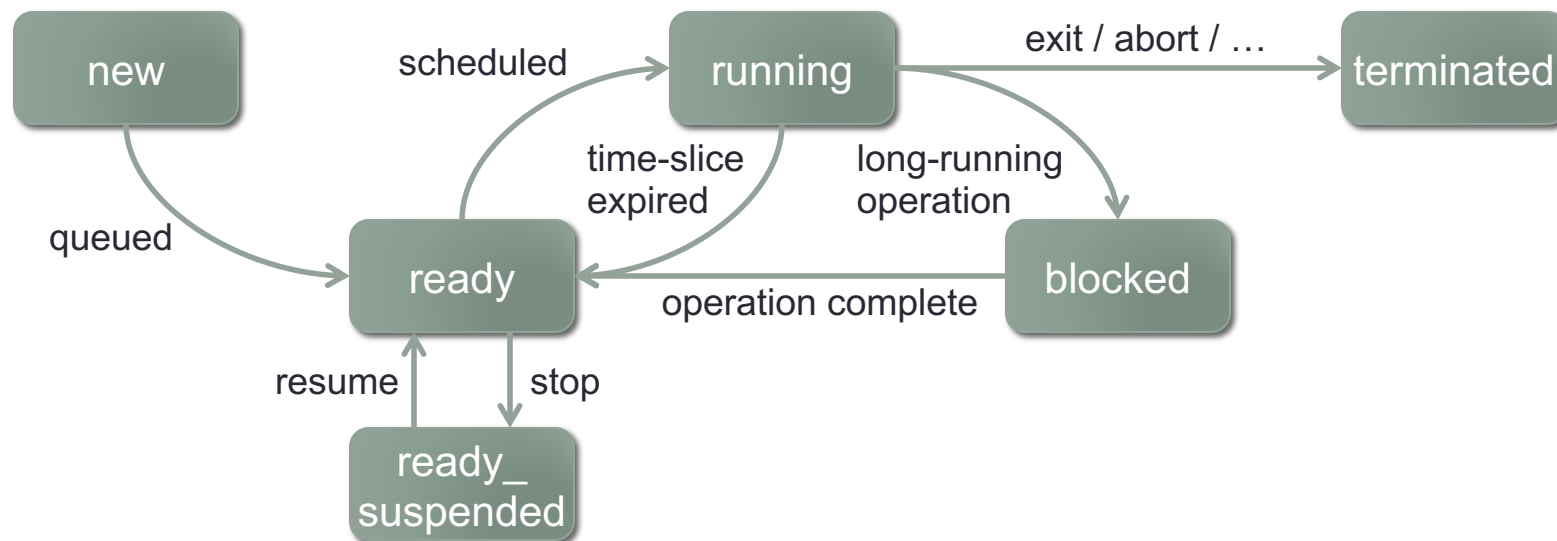 new
scheduled
running
exit / abort / …
terminated
time-slice
expired
long-running
operation
queued
ready
operation complete
blocked
resume
stop
ready_
suspended